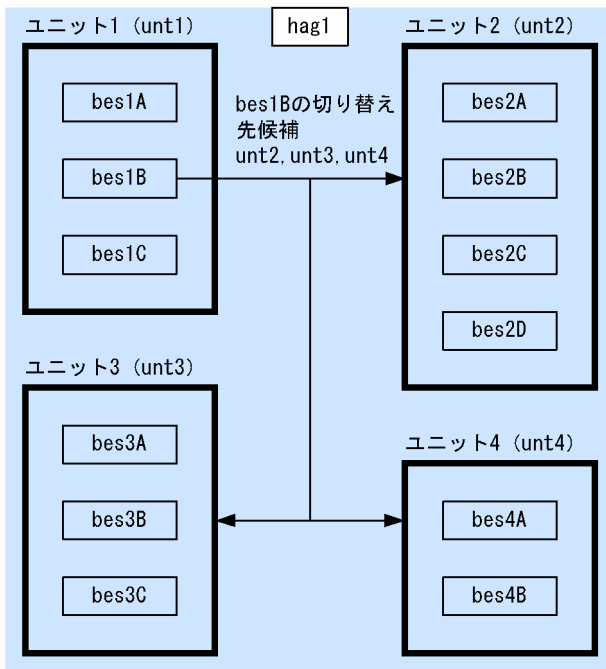 hag1
ユニット1 (unt1)
bes1A
bes1B
bes1C
bes1Bの切り替え
先候補
unt2,unt3,unt4
ユニット2 (unt2)
bes2A
bes2B
bes2C
bes2D
ユニット3 (unt3)
bes3A
bes3B
bes3C
ユニット4 (unt4)
bes4A
bes4B